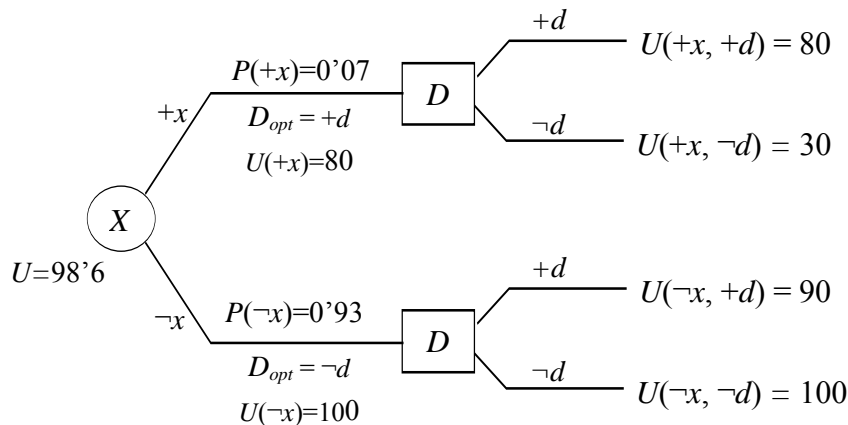 +d
U(+x, +d) = 80
P(+x)=0’07
+x
D
D_opt = +d
¬d
U(+x, ¬d) = 30
U(+x)=80
X
U=98’6
+d
U(¬x, +d) = 90
P(¬x)=0’93
¬x
D
D_opt = ¬d
¬d
U(¬x, ¬d) = 100
U(¬x)=100